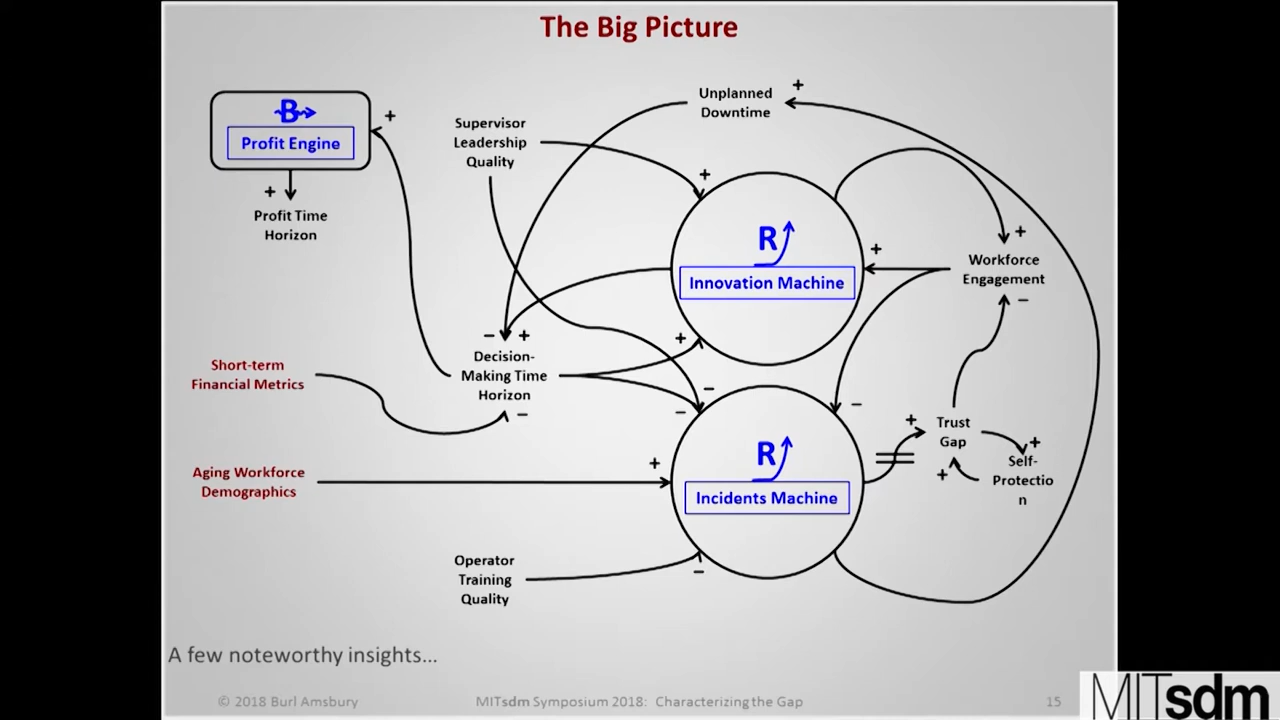 The Big Picture
B
Profit Engine
+
+
Profit Time
Horizon
Supervisor
Leadership
Quality
Unplanned
Downtime
+
+
R
Innovation Machine
+
+
Workforce
Engagement
−
− +
Decision-
Making Time
Horizon
−
+
−
−
−
Short-term
Financial Metrics
Aging Workforce
Demographics
+
R
Incidents Machine
+
Trust
Gap
+
+
Self-
Protectio
n
Operator
Training
Quality
−
A few noteworthy insights...
© 2018 Burl Amsbury
MITsdm Symposium 2018: Characterizing the Gap
15
MITsdm